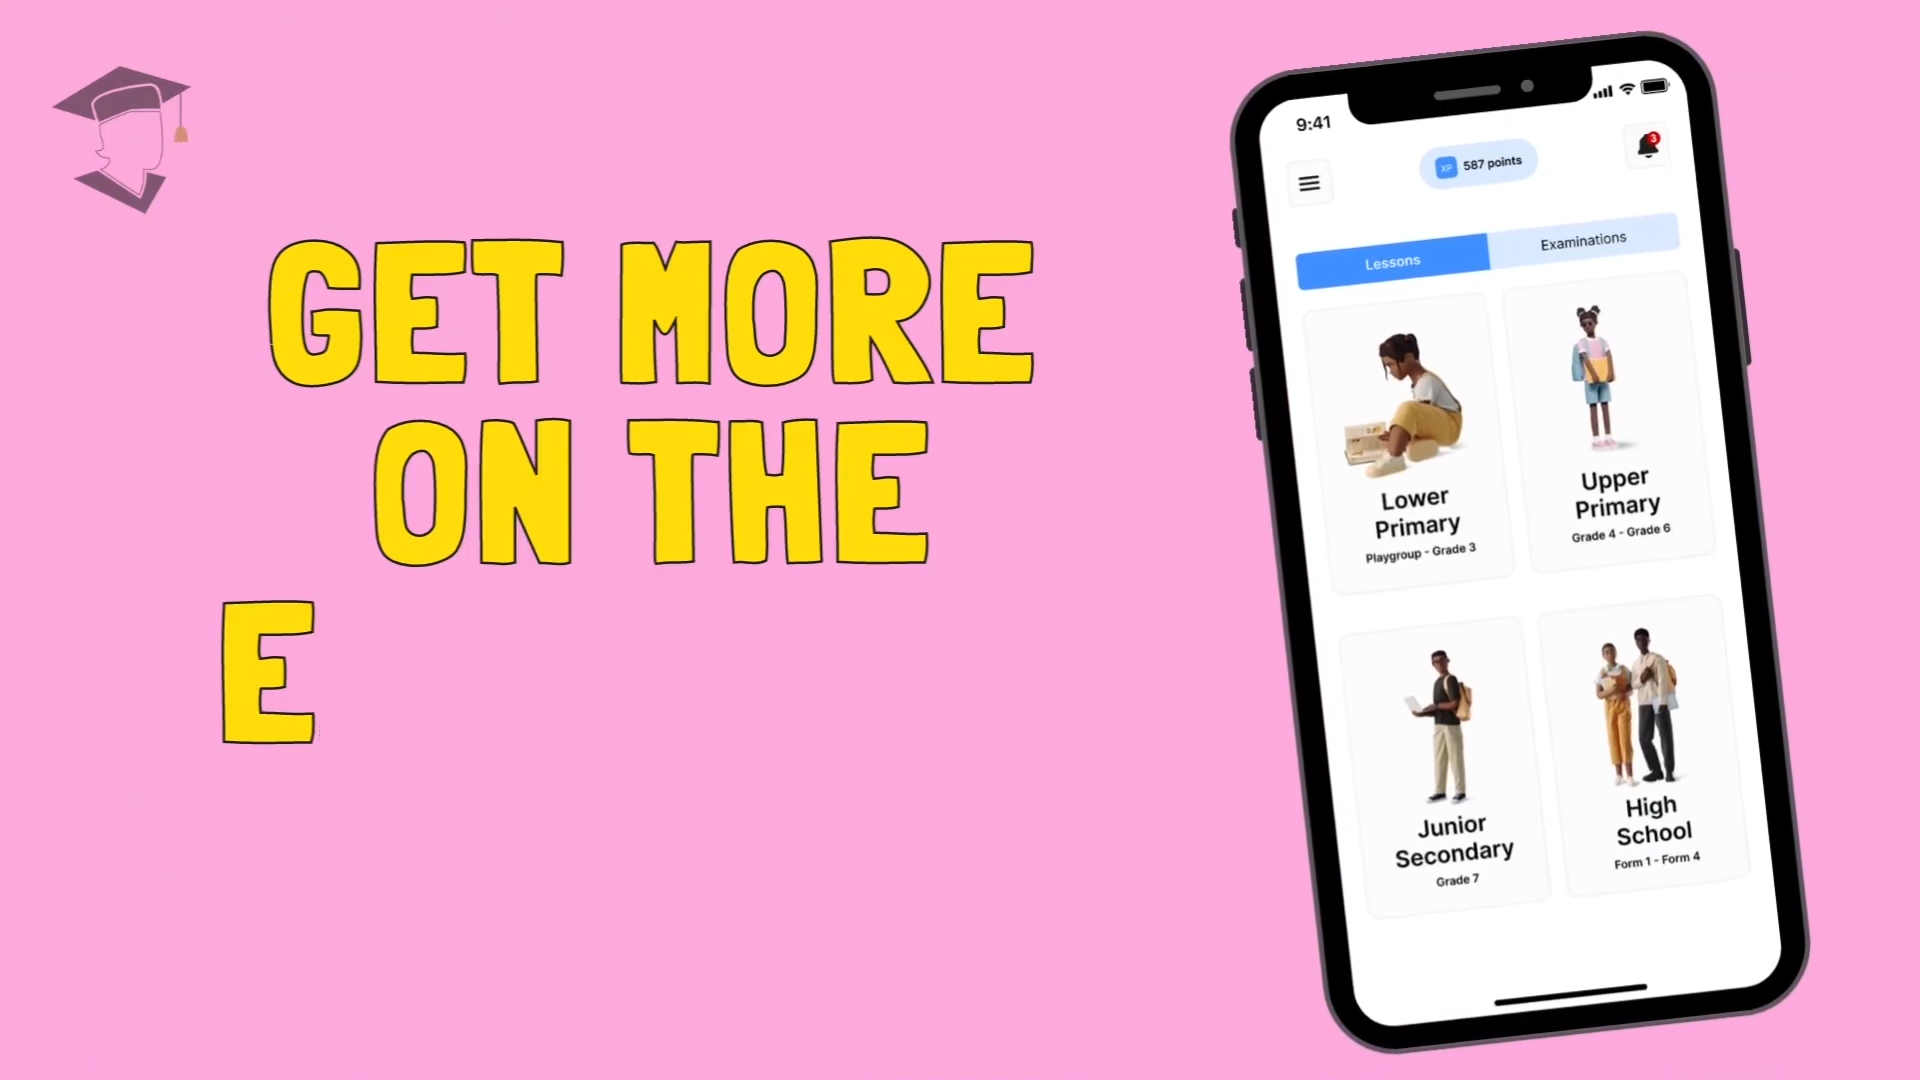 GET MORE
ON THE
E
9:41
XP 587 points
3
Lessons
Examinations
Lower
Primary
Playgroup - Grade 3
Upper
Primary
Grade 4 - Grade 6
Junior
Secondary
Grade 7
High
School
Form 1 - Form 4